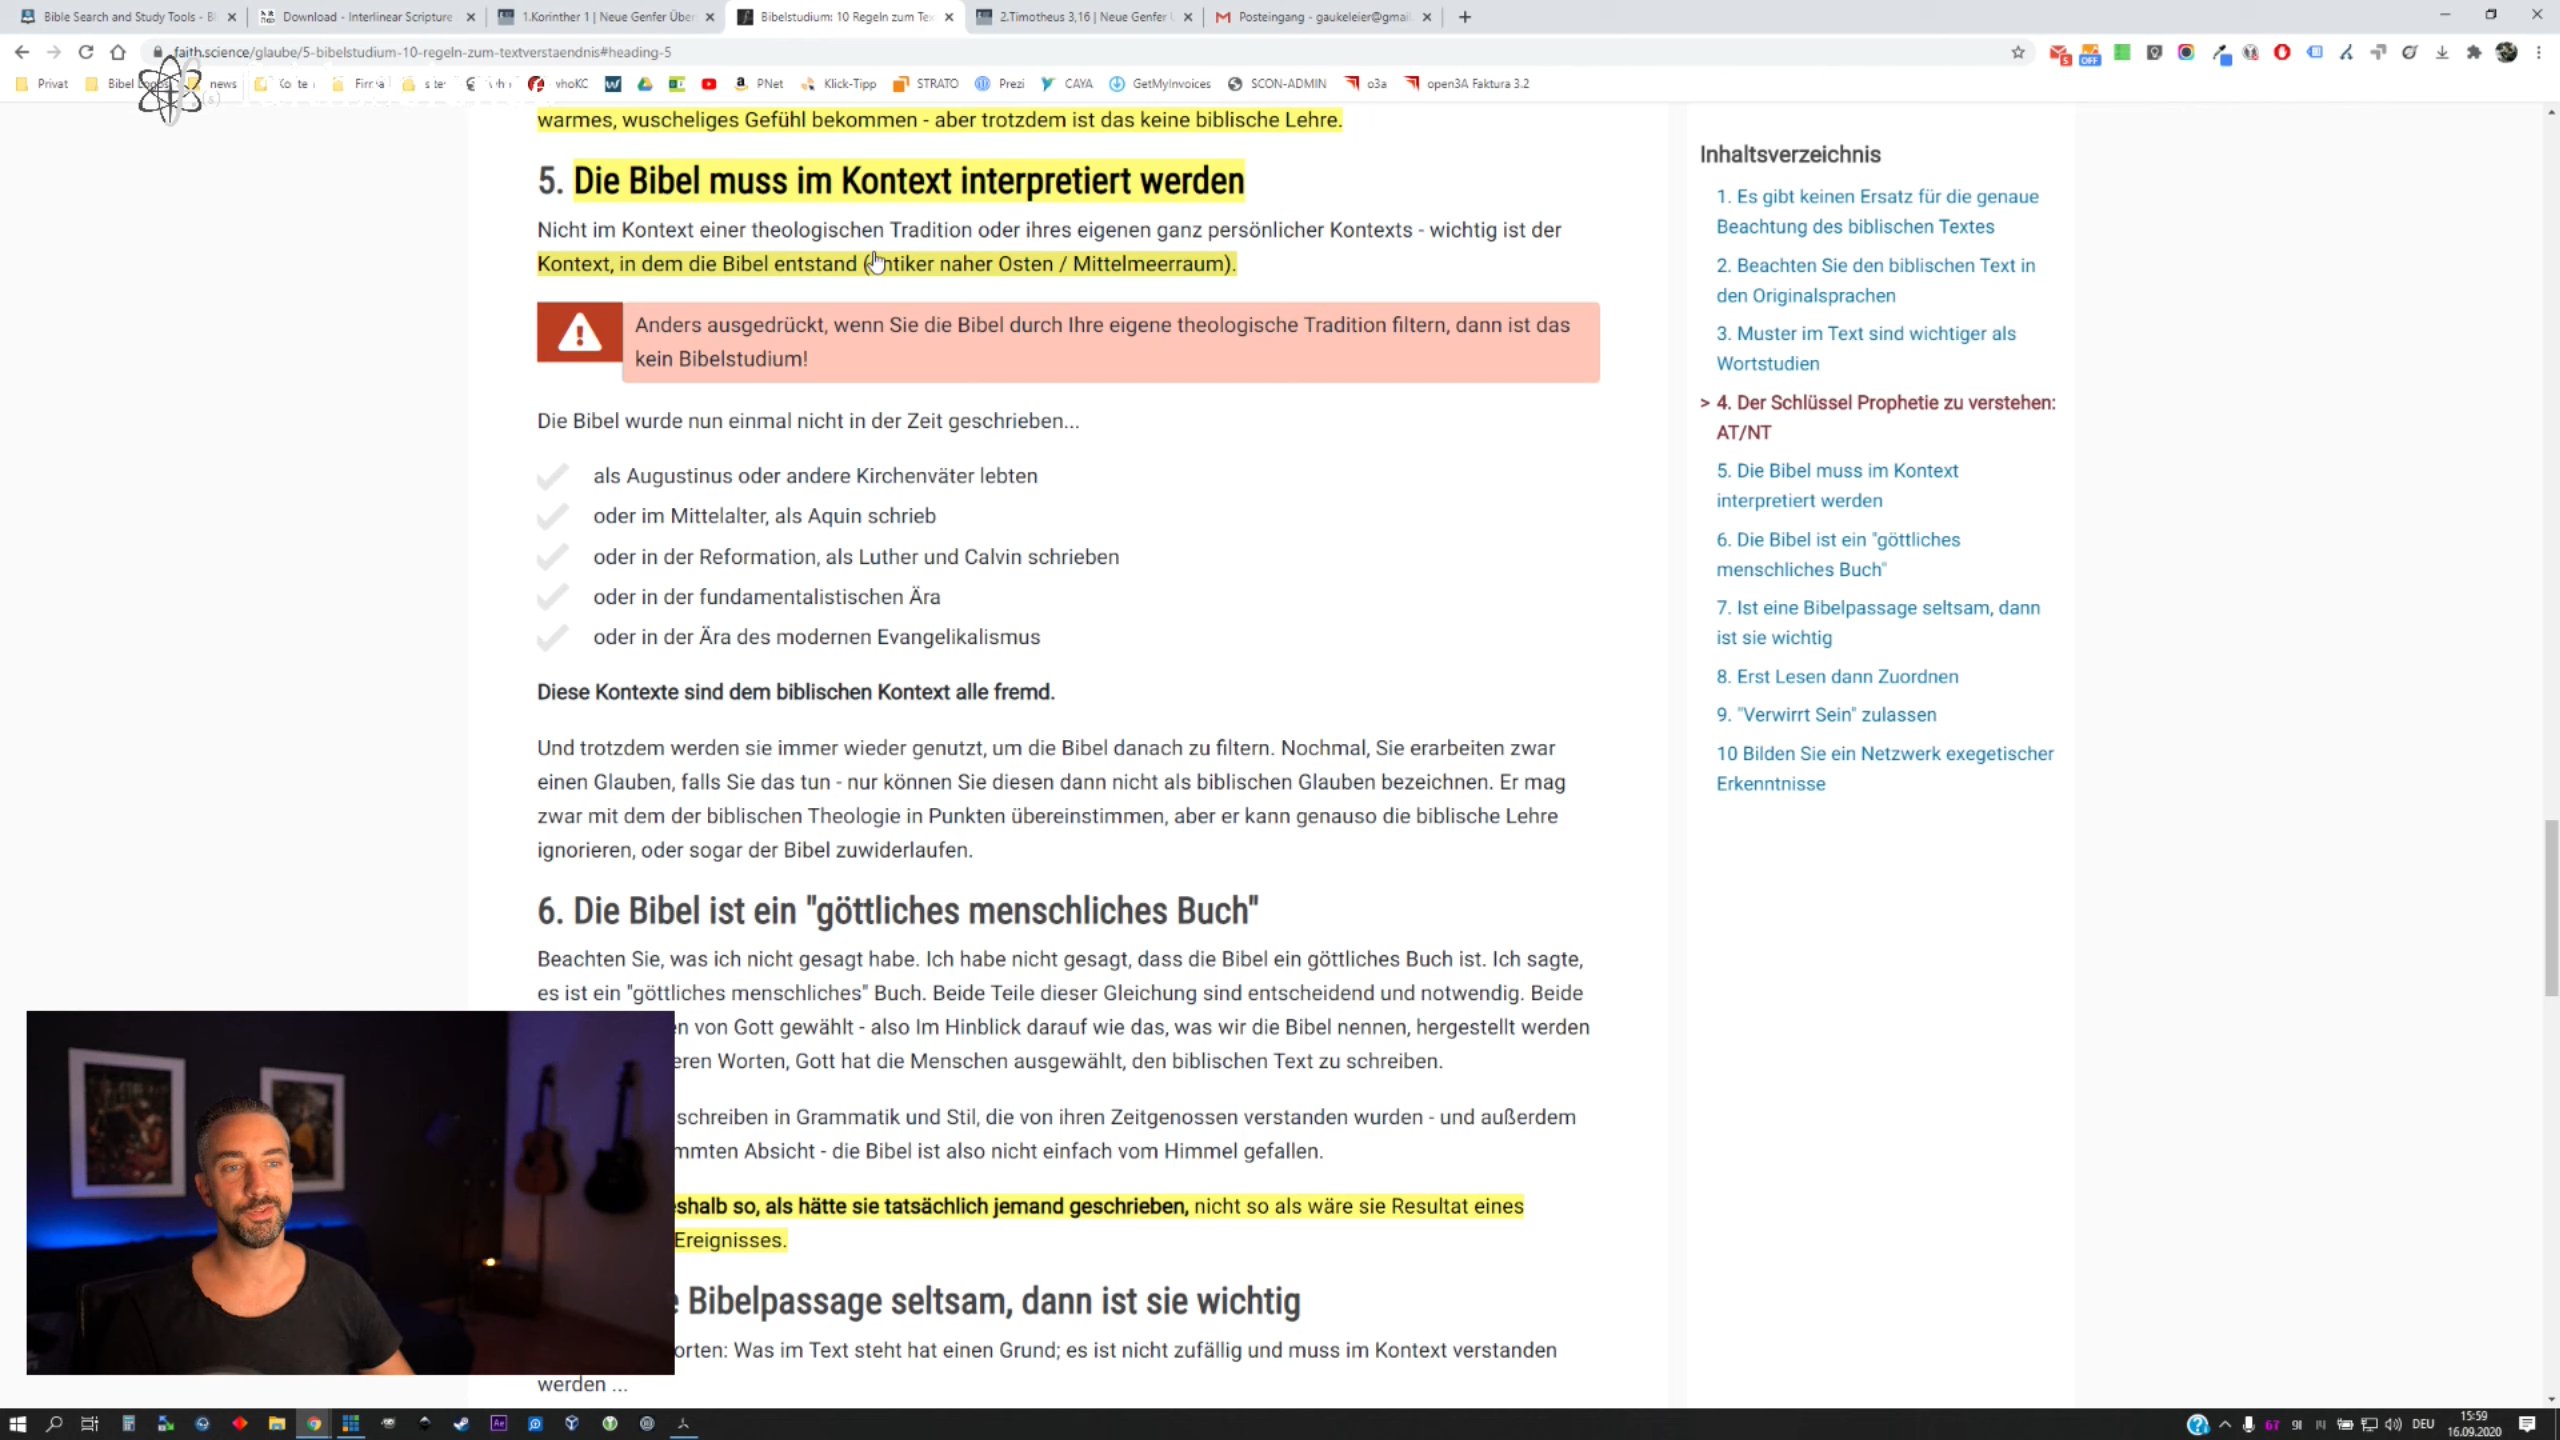 Bible Search and Study Tools - Bl
Download - Interlinear Scripture
1.Korinther 1 | Neue Genfer Über
Bibelstudium: 10 Regeln zum Tex
2.Timotheus 3,16 | Neue Genfer
Posteingang - gaukeleier@gmail
faith.science/glaube/5-bibelstudium-10-regeln-zum-textverstaendnis#heading-5
OFF
Privat
Bibel Logos
news
vhoKC
PNet
Klick-Tipp
STRATO
Prezi
CAYA
GetMyInvoices
SCON-ADMIN
o3a
open3A Faktura 3.2
warmes, wuscheliges Gefühl bekommen - aber trotzdem ist das keine biblische Lehre.
5. Die Bibel muss im Kontext interpretiert werden
Nicht im Kontext einer theologischen Tradition oder ihres eigenen ganz persönlicher Kontexts - wichtig ist der
Kontext, in dem die Bibel entstand (Antiker naher Osten / Mittelmeerraum).
Anders ausgedrückt, wenn Sie die Bibel durch Ihre eigene theologische Tradition filtern, dann ist das
kein Bibelstudium!
Die Bibel wurde nun einmal nicht in der Zeit geschrieben...
als Augustinus oder andere Kirchenväter lebten
oder im Mittelalter, als Aquin schrieb
oder in der Reformation, als Luther und Calvin schrieben
oder in der fundamentalistischen Ära
oder in der Ära des modernen Evangelikalismus
Diese Kontexte sind dem biblischen Kontext alle fremd.
Und trotzdem werden sie immer wieder genutzt, um die Bibel danach zu filtern. Nochmal, Sie erarbeiten zwar
einen Glauben, falls Sie das tun - nur können Sie diesen dann nicht als biblischen Glauben bezeichnen. Er mag
zwar mit dem der biblischen Theologie in Punkten übereinstimmen, aber er kann genauso die biblische Lehre
ignorieren, oder sogar der Bibel zuwiderlaufen.
6. Die Bibel ist ein "göttliches menschliches Buch"
Beachten Sie, was ich nicht gesagt habe. Ich habe nicht gesagt, dass die Bibel ein göttliches Buch ist. Ich sagte,
es ist ein "göttliches menschliches" Buch. Beide Teile dieser Gleichung sind entscheidend und notwendig. Beide
n von Gott gewählt - also Im Hinblick darauf wie das, was wir die Bibel nennen, hergestellt werden
eren Worten, Gott hat die Menschen ausgewählt, den biblischen Text zu schreiben.
schreiben in Grammatik und Stil, die von ihren Zeitgenossen verstanden wurden - und außerdem
mmten Absicht - die Bibel ist also nicht einfach vom Himmel gefallen.
shalb so, als hätte sie tatsächlich jemand geschrieben, nicht so als wäre sie Resultat eines
Ereignisses.
e Bibelpassage seltsam, dann ist sie wichtig
orten: Was im Text steht hat einen Grund; es ist nicht zufällig und muss im Kontext verstanden
werden ...
Inhaltsverzeichnis
1. Es gibt keinen Ersatz für die genaue
Beachtung des biblischen Textes
2. Beachten Sie den biblischen Text in
den Originalsprachen
3. Muster im Text sind wichtiger als
Wortstudien
> 4. Der Schlüssel Prophetie zu verstehen:
AT/NT
5. Die Bibel muss im Kontext
interpretiert werden
6. Die Bibel ist ein "göttliches
menschliches Buch"
7. Ist eine Bibelpassage seltsam, dann
ist sie wichtig
8. Erst Lesen dann Zuordnen
9. "Verwirrt Sein" zulassen
10 Bilden Sie ein Netzwerk exegetischer
Erkenntnisse
Ae
67
91
DEU
15:59
16.09.2020